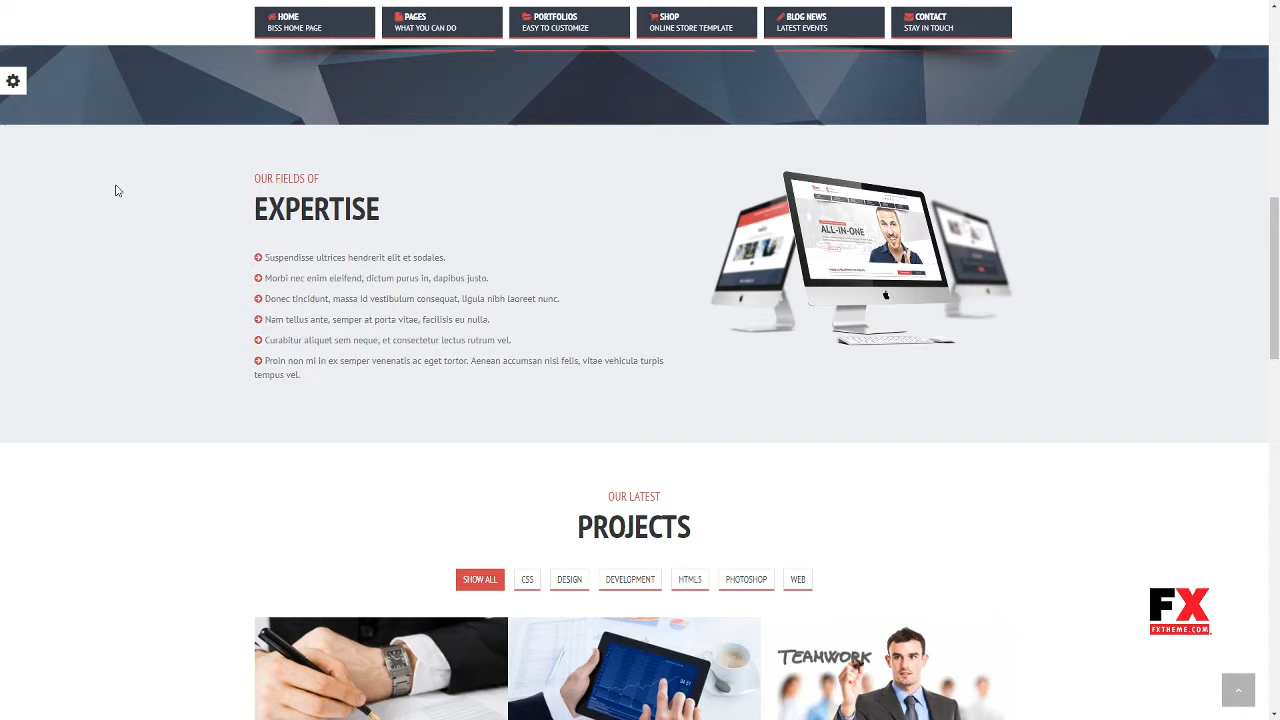 HOME
BISS HOME PAGE
PAGES
WHAT YOU CAN DO
PORTFOLIOS
EASY TO CUSTOMIZE
SHOP
ONLINE STORE TEMPLATE
BLOG NEWS
LATEST EVENTS
CONTACT
STAY IN TOUCH
OUR FIELDS OF
EXPERTISE
Suspendisse ultrices hendrerit elit et sodales.
Morbi nec enim eleifend, dictum purus in, dapibus justo.
Donec tincidunt, massa id vestibulum consequat, ligula nibh laoreet nunc.
Nam tellus ante, semper at porta vitae, facilisis eu nulla.
Curabitur aliquet sem neque, et consectetur lectus rutrum vel.
Proin non mi in ex semper venenatis ac eget tortor. Aenean accumsan nisl felis, vitae vehicula turpis
tempus vel.
ALL-IN-ONE
OUR LATEST
PROJECTS
SHOW ALL
CSS
DESIGN
DEVELOPMENT
HTML5
PHOTOSHOP
WEB
TEAMWORK
FX
FXTHEME.COM